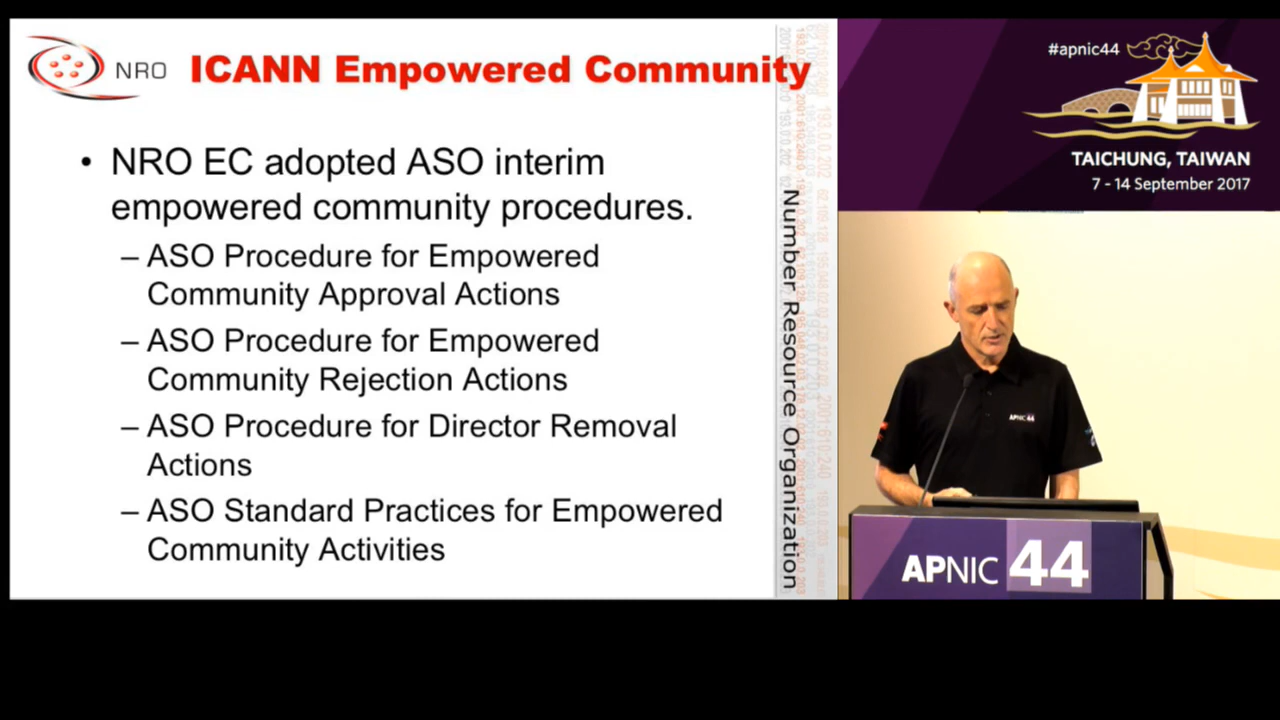 NRO
ICANN Empowered Community
• NRO EC adopted ASO interim
empowered community procedures.
– ASO Procedure for Empowered
Community Approval Actions
– ASO Procedure for Empowered
Community Rejection Actions
– ASO Procedure for Director Removal
Actions
– ASO Standard Practices for Empowered
Community Activities
Number Resource Organization
#apnic44
TAICHUNG, TAIWAN
7 - 14 September 2017
APNIC 44
APNIC 44